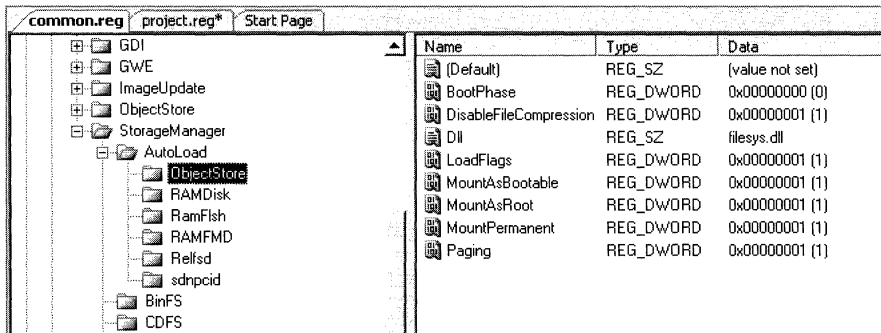 common.reg project.reg* Start Page
GDI
GWE
ImageUpdate
ObjectStore
StorageManager
AutoLoad
ObjectStore
RAMDisk
RamFlsh
RAMFMD
Relfsd
sdnpcid
BinFS
CDFS
Name Type Data
(Default) REG_SZ (value not set)
BootPhase REG_DWORD 0x00000000 (0)
DisableFileCompression REG_DWORD 0x00000001 (1)
Dll REG_SZ filesys.dll
LoadFlags REG_DWORD 0x00000001 (1)
MountAsBootable REG_DWORD 0x00000001 (1)
MountAsRoot REG_DWORD 0x00000001 (1)
MountPermanent REG_DWORD 0x00000001 (1)
Paging REG_DWORD 0x00000001 (1)